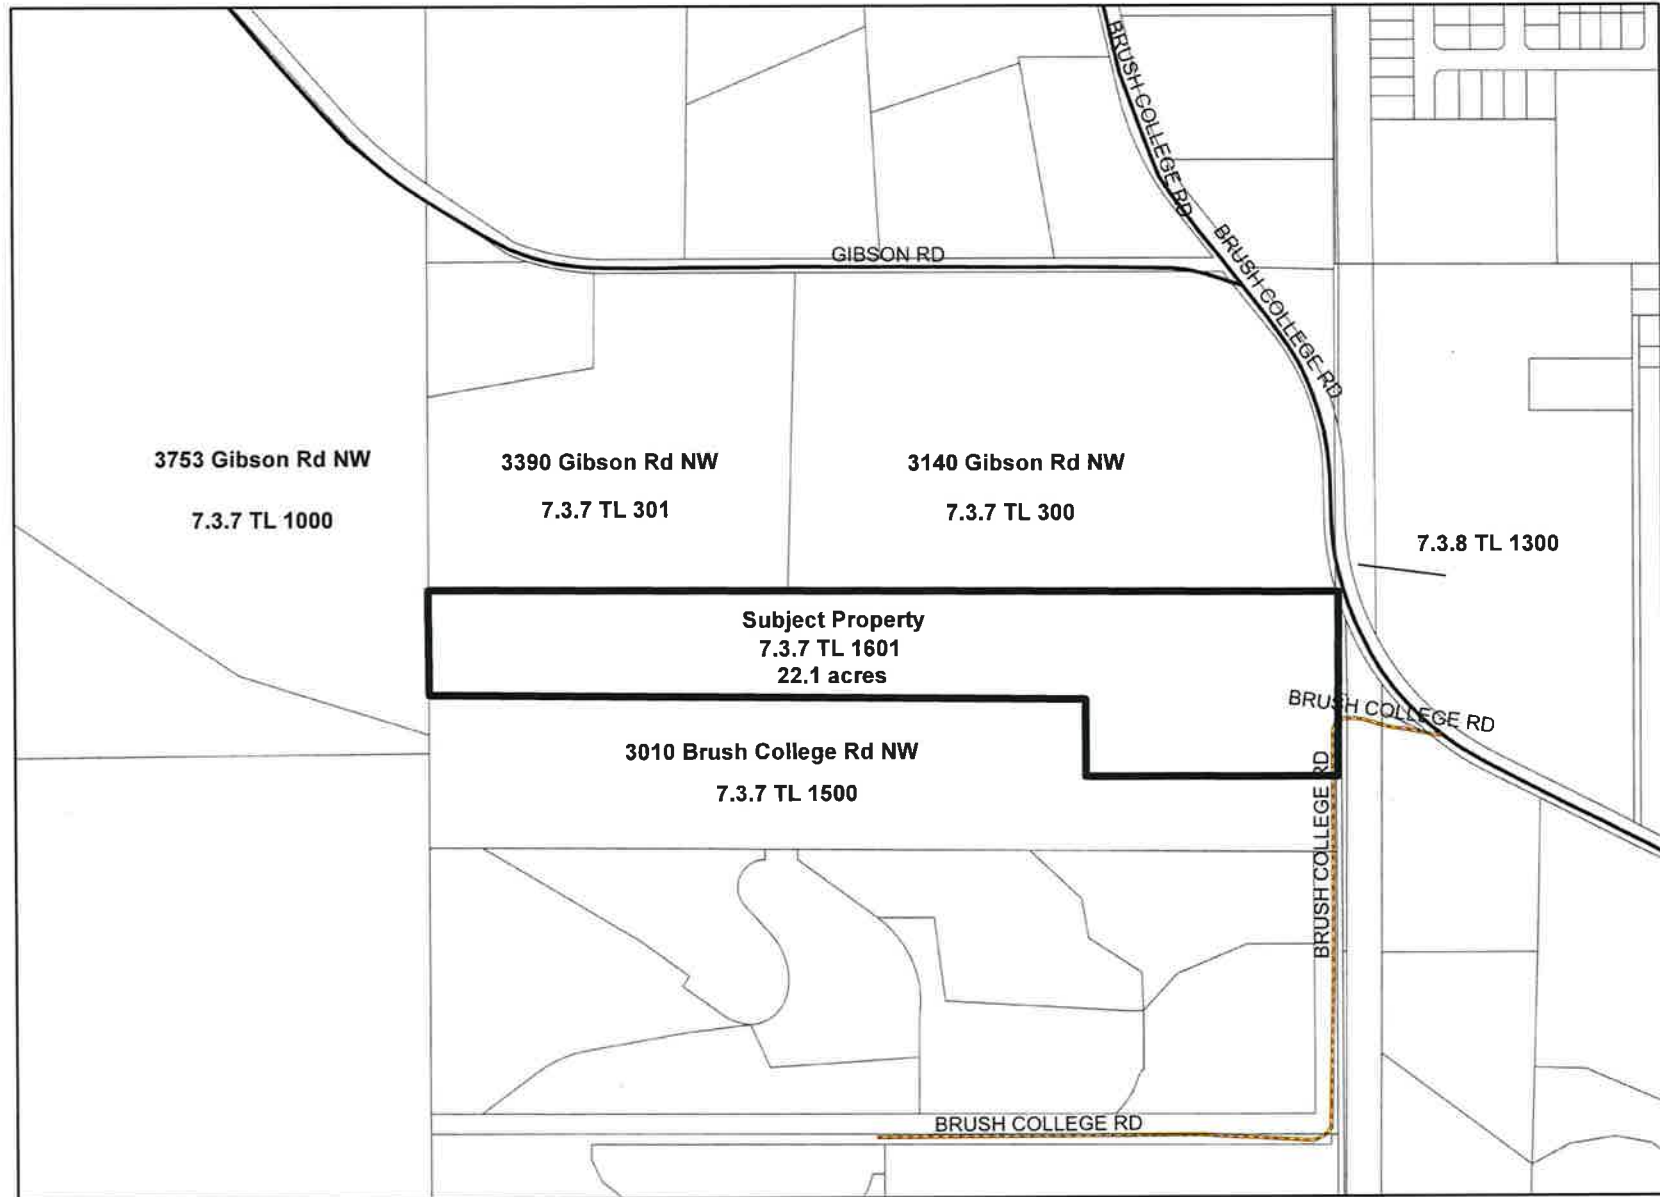 BRUSH COLLEGE RD
BRUSH COLLEGE RD
GIBSON RD
3753 Gibson Rd NW
7.3.7 TL 1000
3390 Gibson Rd NW
7.3.7 TL 301
3140 Gibson Rd NW
7.3.7 TL 300
7.3.8 TL 1300
Subject Property
7.3.7 TL 1601
22.1 acres
BRUSH COLLEGE RD
3010 Brush College Rd NW
7.3.7 TL 1500
BRUSH COLLEGE RD
BRUSH COLLEGE RD